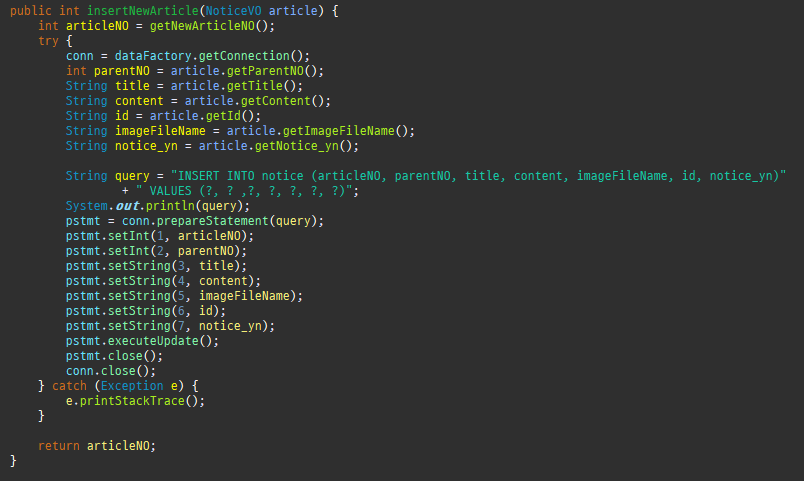 public int insertNewArticle(NoticeVO article) {
    int articleNO = getNewArticleNO();
    try {
        conn = dataFactory.getConnection();
        int parentNO = article.getParentNO();
        String title = article.getTitle();
        String content = article.getContent();
        String id = article.getId();
        String imageFileName = article.getImageFileName();
        String notice_yn = article.getNotice_yn();

        String query = "INSERT INTO notice (articleNO, parentNO, title, content, imageFileName, id, notice_yn)"
                + " VALUES (?, ? ,?, ?, ?, ?, ?)";
        System.out.println(query);
        pstmt = conn.prepareStatement(query);
        pstmt.setInt(1, articleNO);
        pstmt.setInt(2, parentNO);
        pstmt.setString(3, title);
        pstmt.setString(4, content);
        pstmt.setString(5, imageFileName);
        pstmt.setString(6, id);
        pstmt.setString(7, notice_yn);
        pstmt.executeUpdate();
        pstmt.close();
        conn.close();
    } catch (Exception e) {
        e.printStackTrace();
    }

    return articleNO;
}